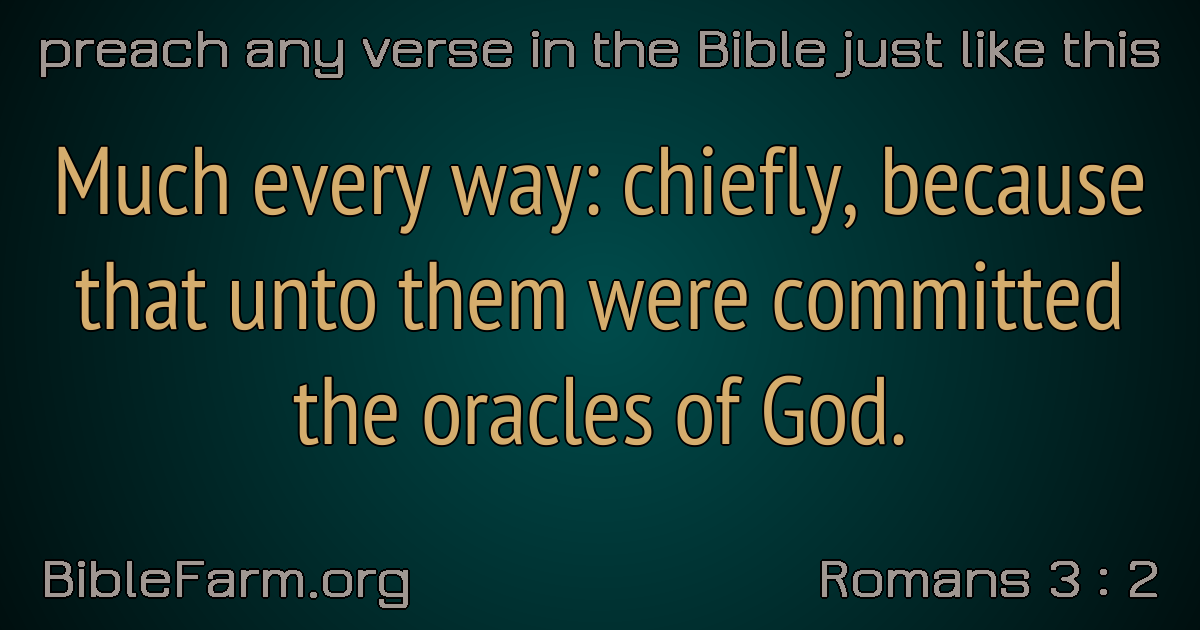 preach any verse in the Bible just like this
Much every way: chiefly, because
that unto them were committed
the oracles of God.
BibleFarm.org
Romans 3 : 2